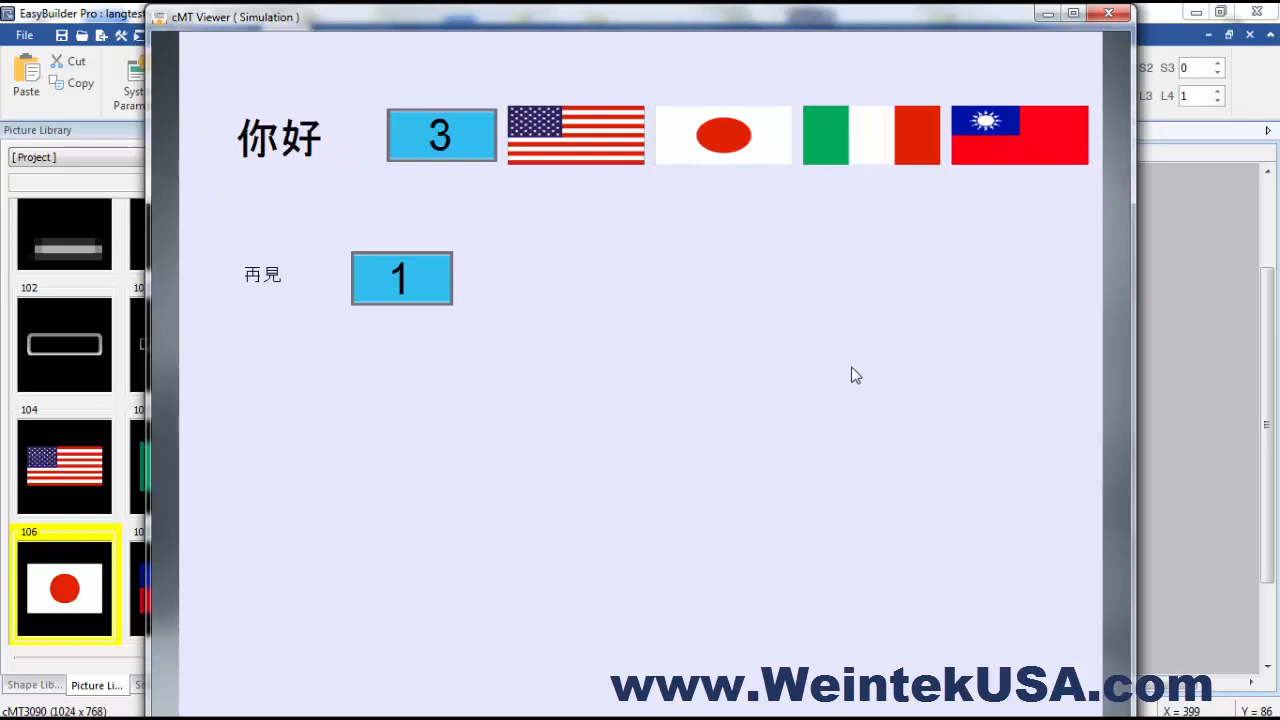 EasyBuilder Pro : langtest
cMT Viewer ( Simulation )
File
Cut
Paste
Copy
S2 S3 0
Syst
Param
L3 L4 1
Picture Library
[ Project ]
你好 3
再見 1
102
104
106
www.WeintekUSA.com
Shape Lib... Picture Li...
cMT3090 (1024 x 768)
X = 399 Y = 86